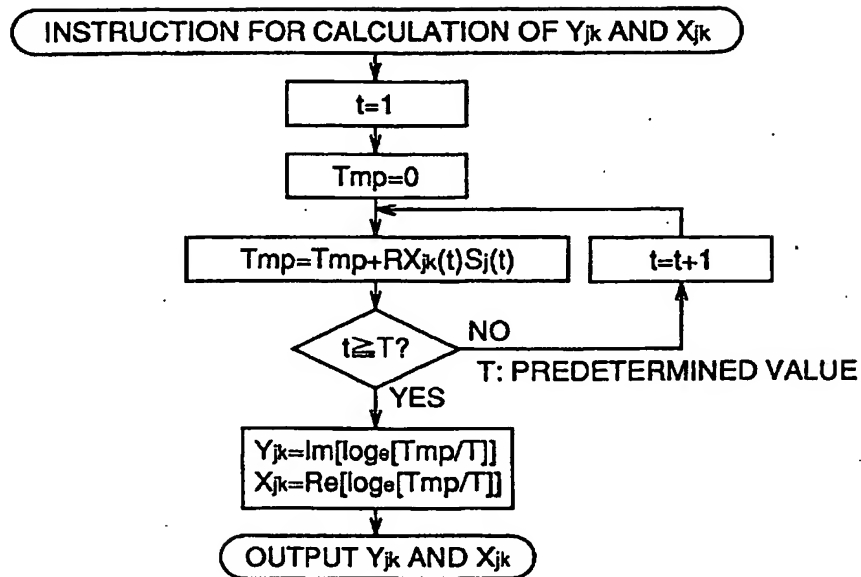 INSTRUCTION FOR CALCULATION OF Yjk AND Xjk
t=1
Tmp=0
Tmp=Tmp+RXjk(t)Sj(t)
t=t+1
t≧T?
NO
T: PREDETERMINED VALUE
YES
Yjk=Im[loge[Tmp/T]]
Xjk=Re[loge[Tmp/T]]
OUTPUT Yjk AND Xjk